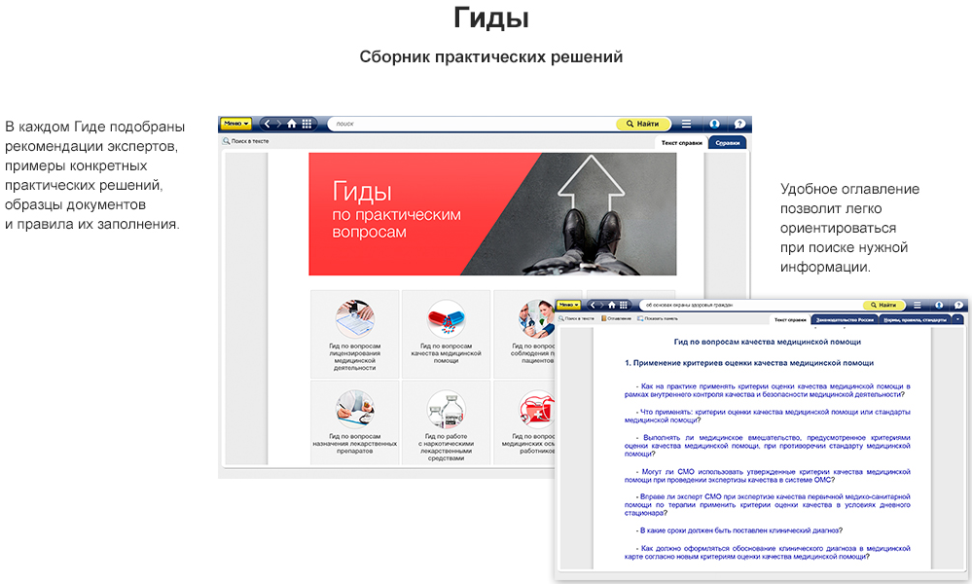 Гиды
Сборник практических решений
В каждом Гиде подобраны
рекомендации экспертов,
примеры конкретных
практических решений,
образцы документов
и правила их заполнения.
Меню
поиск
Найти
Поиск в тексте
Текст справки
Справки
Гиды
по практическим
вопросам
Гид по вопросам
лицензирования
медицинской
деятельности
Гид по вопросам
качества медицинской
помощи
Гид по вопрос
соблюдения п
пациентов
Гид по вопросам
назначения лекарственных
препаратов
Гид по работе
с наркотическими
лекарственными
средствами
Гид по вопрос
медицинских ос
работников
Удобное оглавление
позволит легко
ориентироваться
при поиске нужной
информации.
Меню
об основах охраны здоровья граждан
Найти
Поиск в тексте
Оглавление
Показать панель
Текст справки
Законодательство России
Нормы, правила, стандарты
Гид по вопросам качества медицинской помощи
1. Применение критериев оценки качества медицинской помощи
- Как на практике применять критерии оценки качества медицинской помощи в
рамках внутреннего контроля качества и безопасности медицинской деятельности?
- Что применять: критерии оценки качества медицинской помощи или стандарты
медицинской помощи?
- Выполнять ли медицинское вмешательство, предусмотренное критериями
оценки качества медицинской помощи, при противоречии стандарту медицинской
помощи?
- Могут ли СМО использовать утвержденные критерии качества медицинской
помощи при проведении экспертизы качества в системе ОМС?
- Вправе ли эксперт СМО при экспертизе качества первичной медико-санитарной
помощи по терапии применить критерии оценки качества в условиях дневного
стационара?
- В какие сроки должен быть поставлен клинический диагноз?
- Как должно оформляться обоснование клинического диагноза в медицинской
карте согласно новым критериям оценки качества медицинской помощи?